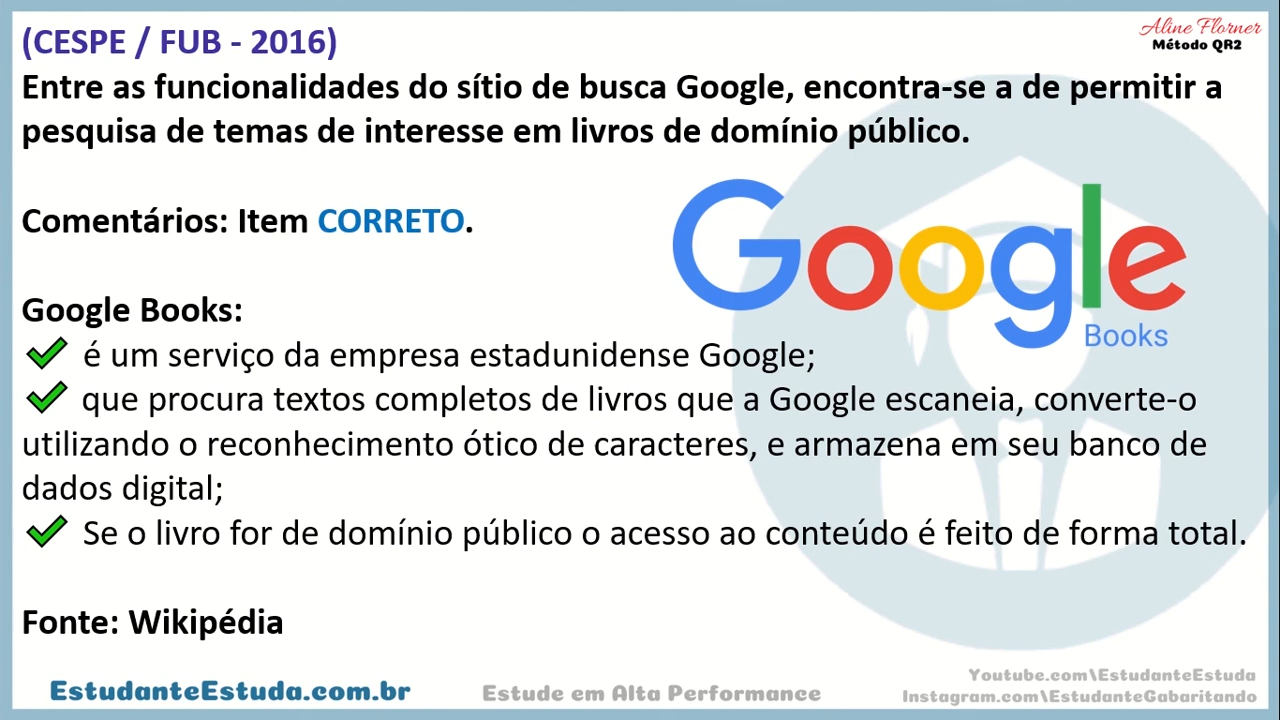 (CESPE / FUB - 2016)
Aline Florner
Método QR2
Entre as funcionalidades do sítio de busca Google, encontra-se a de permitir a
pesquisa de temas de interesse em livros de domínio público.
Comentários: Item CORRETO.
Google
Books
Google Books:
é um serviço da empresa estadunidense Google;
que procura textos completos de livros que a Google escaneia, converte-o
utilizando o reconhecimento ótico de caracteres, e armazena em seu banco de
dados digital;
Se o livro for de domínio público o acesso ao conteúdo é feito de forma total.
Fonte: Wikipédia
EstudanteEstuda.com.br
Estude em Alta Performance
Youtube.com\EstudanteEstuda
Instagram.com\EstudanteGabaritando